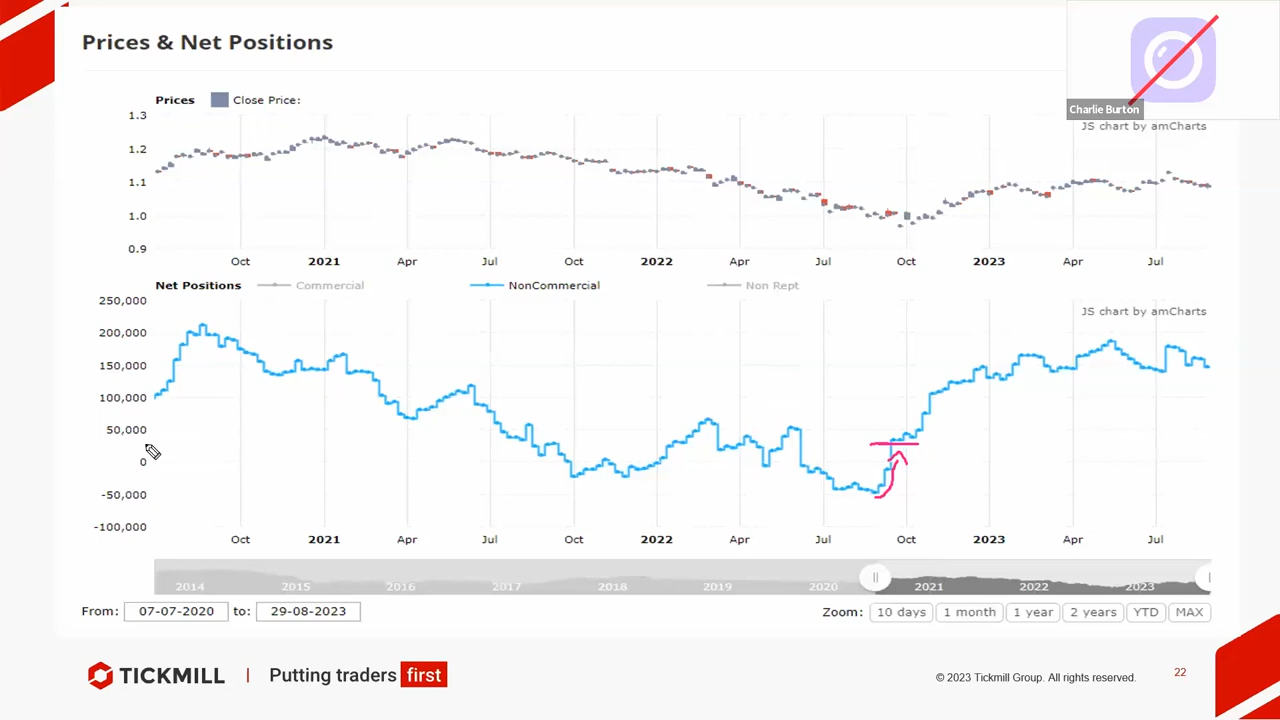 Prices & Net Positions
Charlie Burton
Prices Close Price:
JS chart by amCharts
1.3
1.2
1.1
1.0
0.9
Oct 2021 Apr Jul Oct 2022 Apr Jul Oct 2023 Apr Jul
Net Positions Commercial NonCommercial Non Rept
JS chart by amCharts
250,000
200,000
150,000
100,000
50,000
0
-50,000
-100,000
Oct 2021 Apr Jul Oct 2022 Apr Jul Oct 2023 Apr Jul
2014 2015 2016 2017 2018 2019 2020 2021 2022 2023
From: 07-07-2020 to: 29-08-2023 Zoom: 10 days 1 month 1 year 2 years YTD MAX
TICKMILL | Putting traders first
© 2023 Tickmill Group. All rights reserved. 22